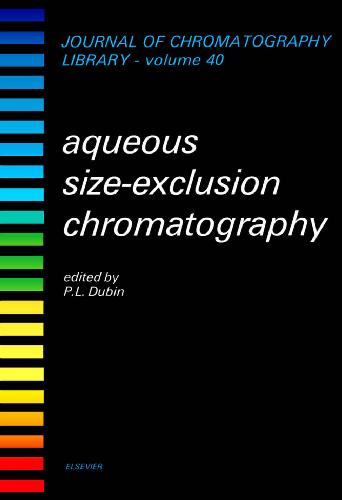 JOURNAL OF CHROMATOGRAPHY
LIBRARY - volume 40
aqueous
size-exclusion
chromatography
edited by
P.L. Dubin
ELSEVIER